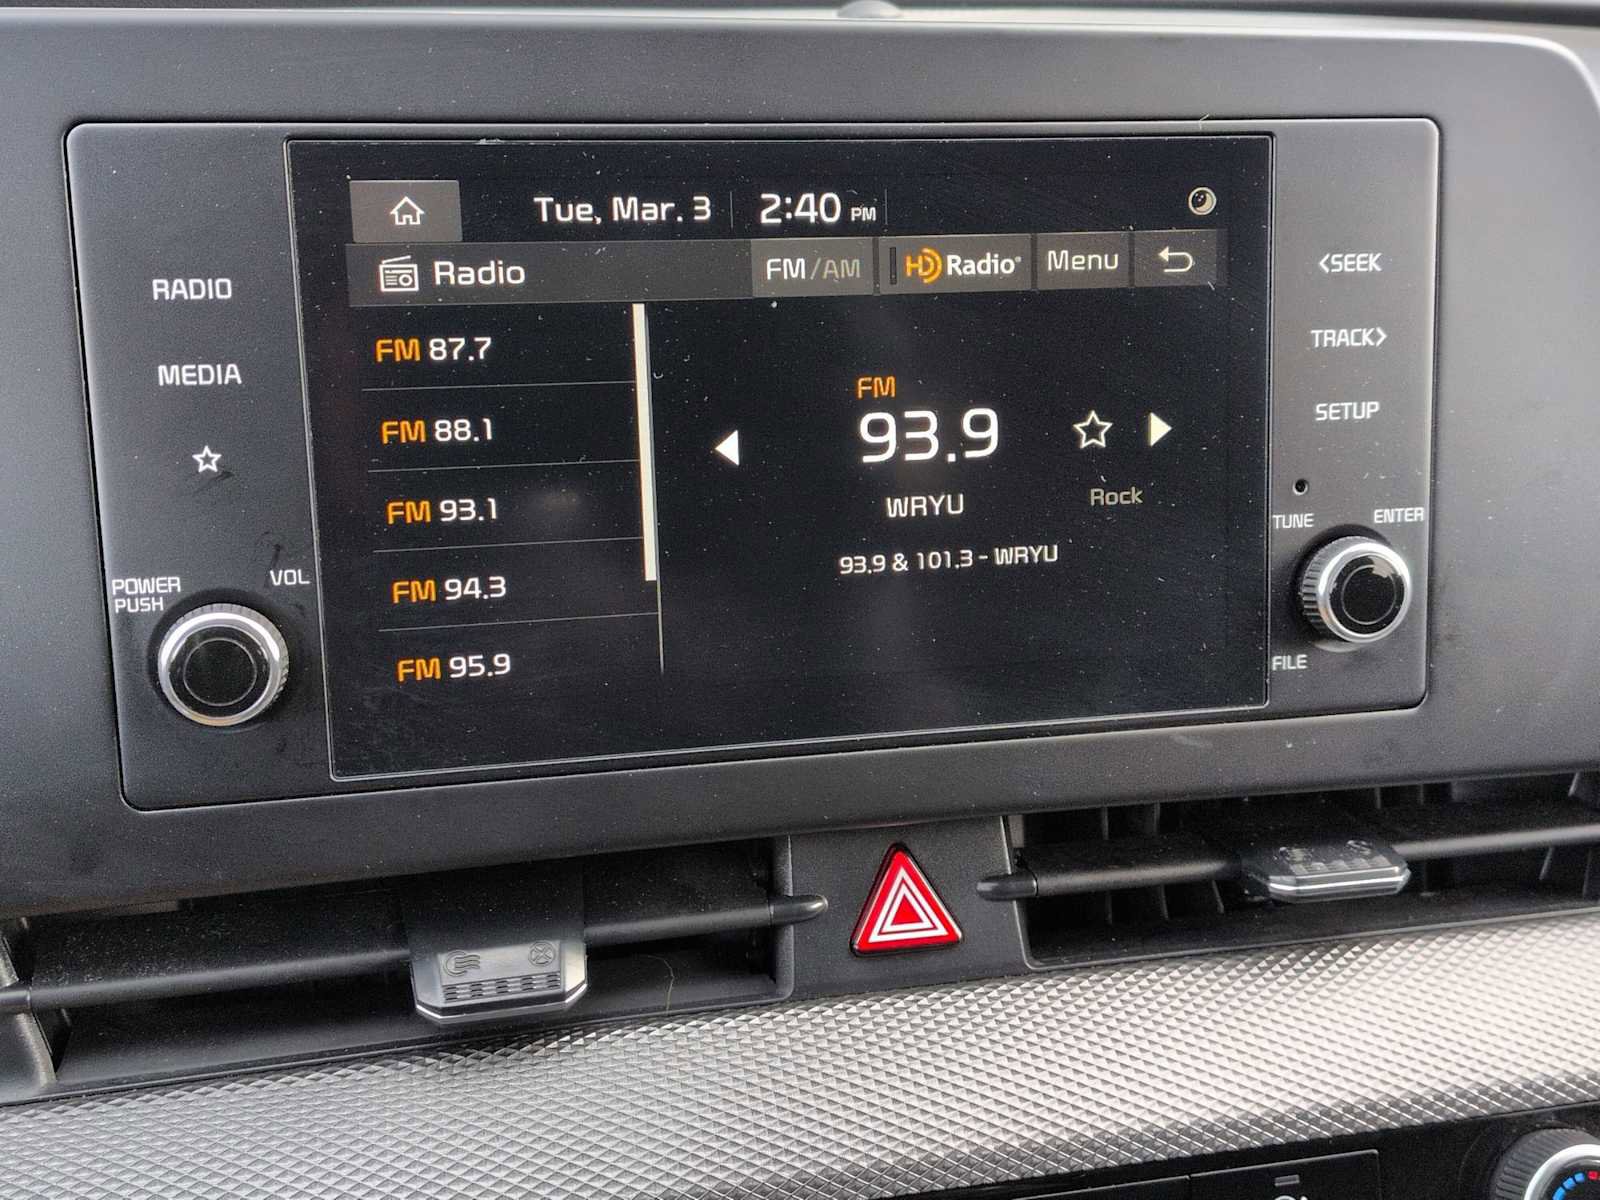 Tue, Mar. 3 2:40 PM
Radio FM/AM HD Radio® Menu
RADIO
MEDIA
FM 87.7
FM 88.1
FM 93.1
FM 94.3
FM 95.9
FM
93.9
WRYU
Rock
93.9 & 101.3 - WRYU
<SEEK
TRACK>
SETUP
POWER
PUSH
VOL
TUNE
ENTER
FILE